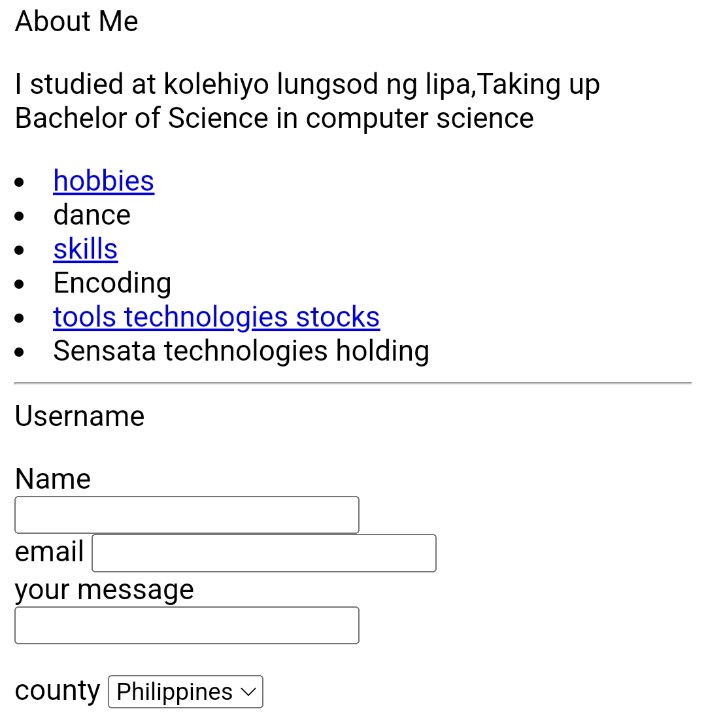 About Me
I studied at kolehiyo lungsod ng lipa,Taking up
Bachelor of Science in computer science
hobbies
dance
skills
Encoding
tools technologies stocks
Sensata technologies holding
Username
Name
email
your message
county Philippines